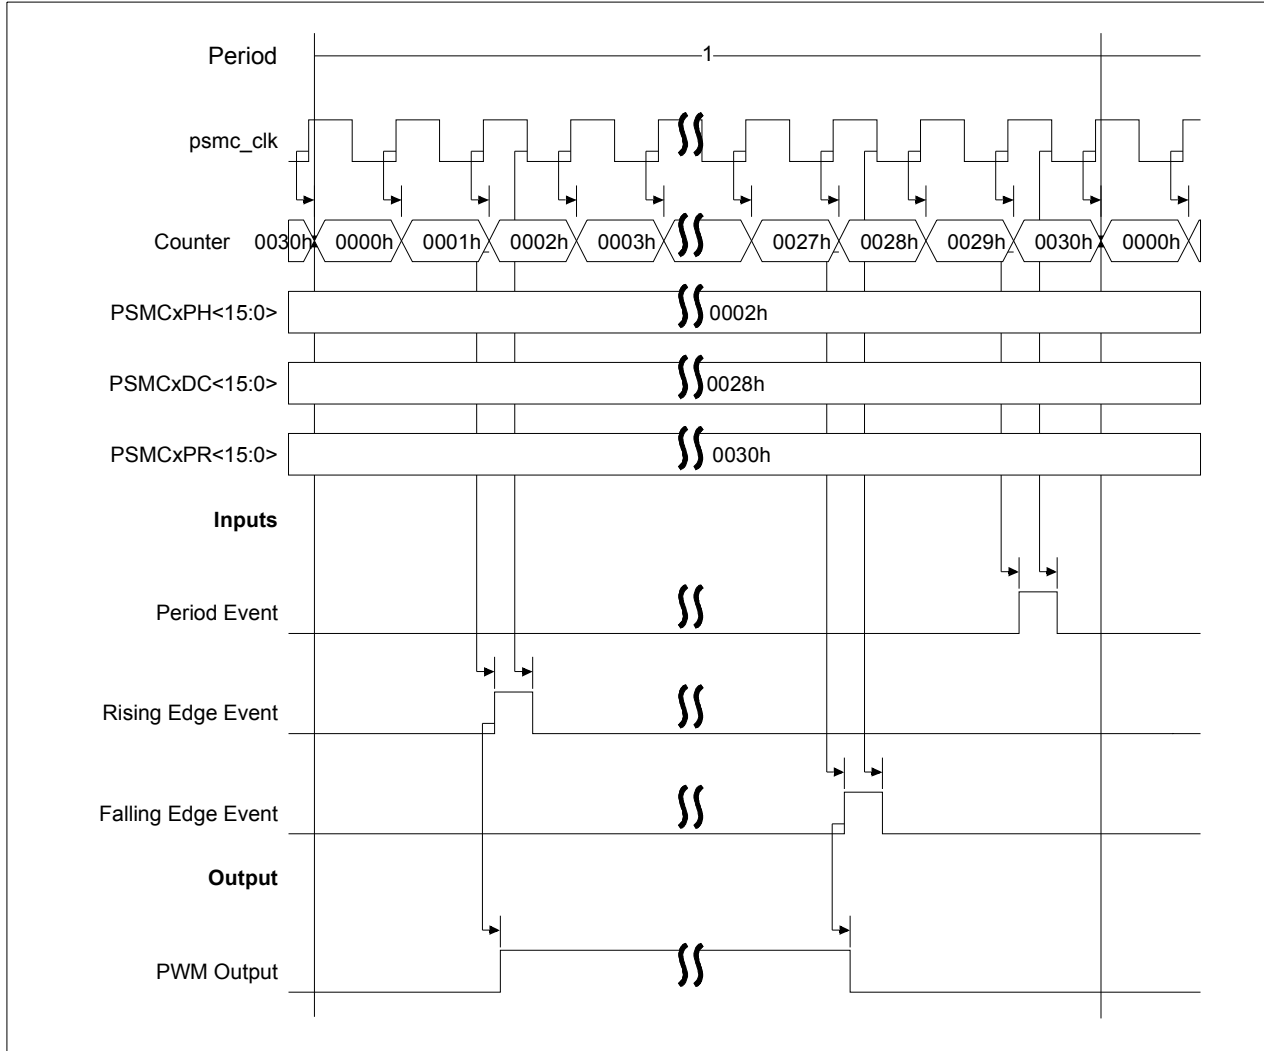 Period
1
psmc_clk
Counter 0030h 0000h 0001h 0002h 0003h 0027h 0028h 0029h 0030h 0000h
PSMCxPH<15:0> 0002h
PSMCxDC<15:0> 0028h
PSMCxPR<15:0> 0030h
Inputs
Period Event
Rising Edge Event
Falling Edge Event
Output
PWM Output